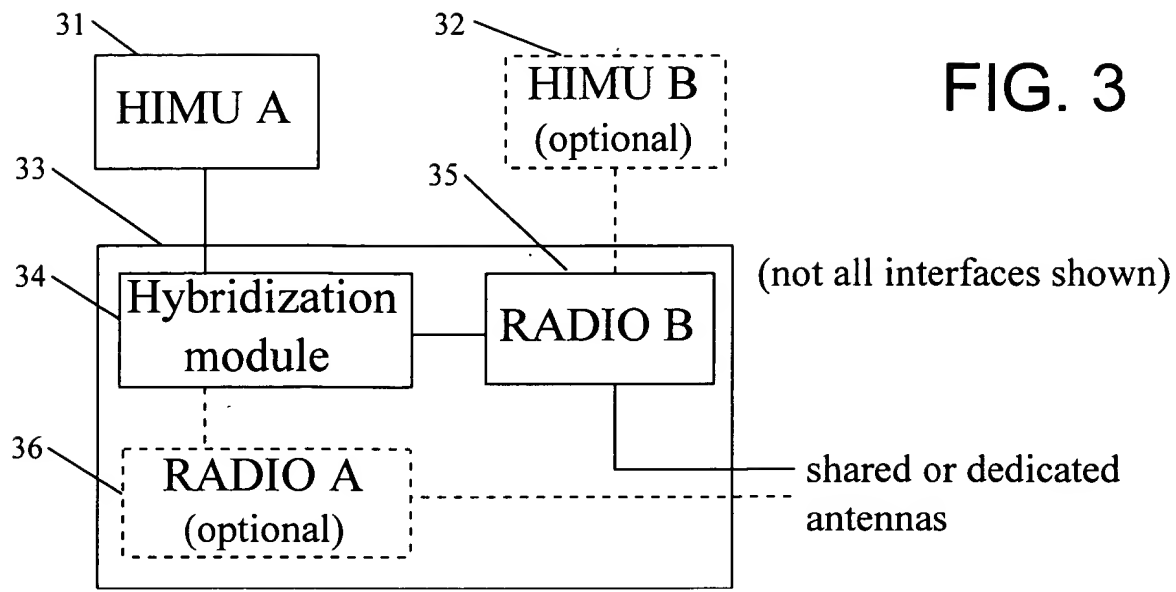 31
32
HIMU A
HIMU B
(optional)
FIG. 3
33
35
34
Hybridization
module
RADIO B
(not all interfaces shown)
36
RADIO A
(optional)
shared or dedicated
antennas